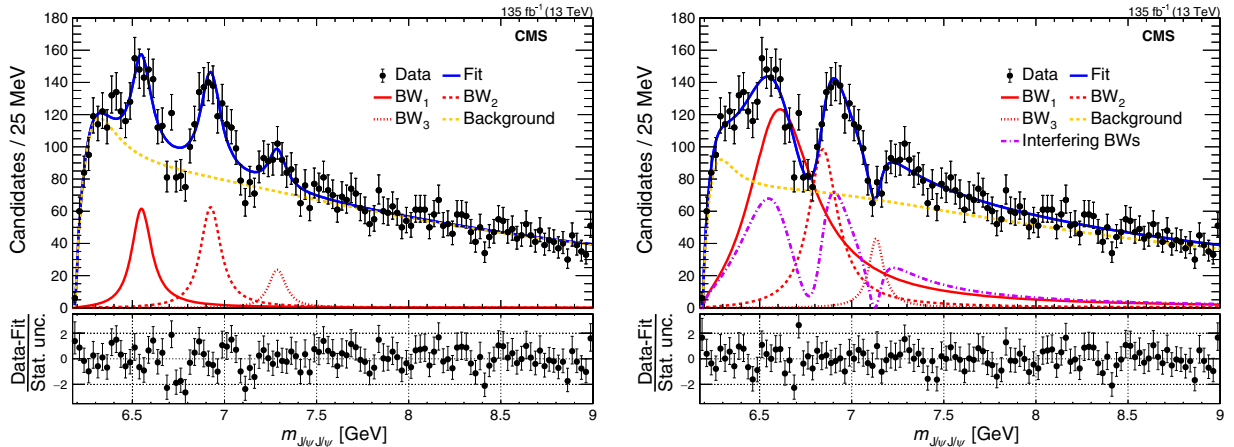 135 fb⁻¹ (13 TeV)
CMS
Candidates / 25 MeV
180
160
140
120
100
80
60
40
20
0
Data
Fit
BW₁
BW₂
BW₃
Background
Data-Fit
Stat. unc.
2
0
−2
6.5
7
7.5
8
8.5
9
m_J/ψJ/ψ [GeV]
135 fb⁻¹ (13 TeV)
CMS
Candidates / 25 MeV
180
160
140
120
100
80
60
40
20
0
Data
Fit
BW₁
BW₂
BW₃
Background
Interfering BWs
Data-Fit
Stat. unc.
2
0
−2
6.5
7
7.5
8
8.5
9
m_J/ψJ/ψ [GeV]